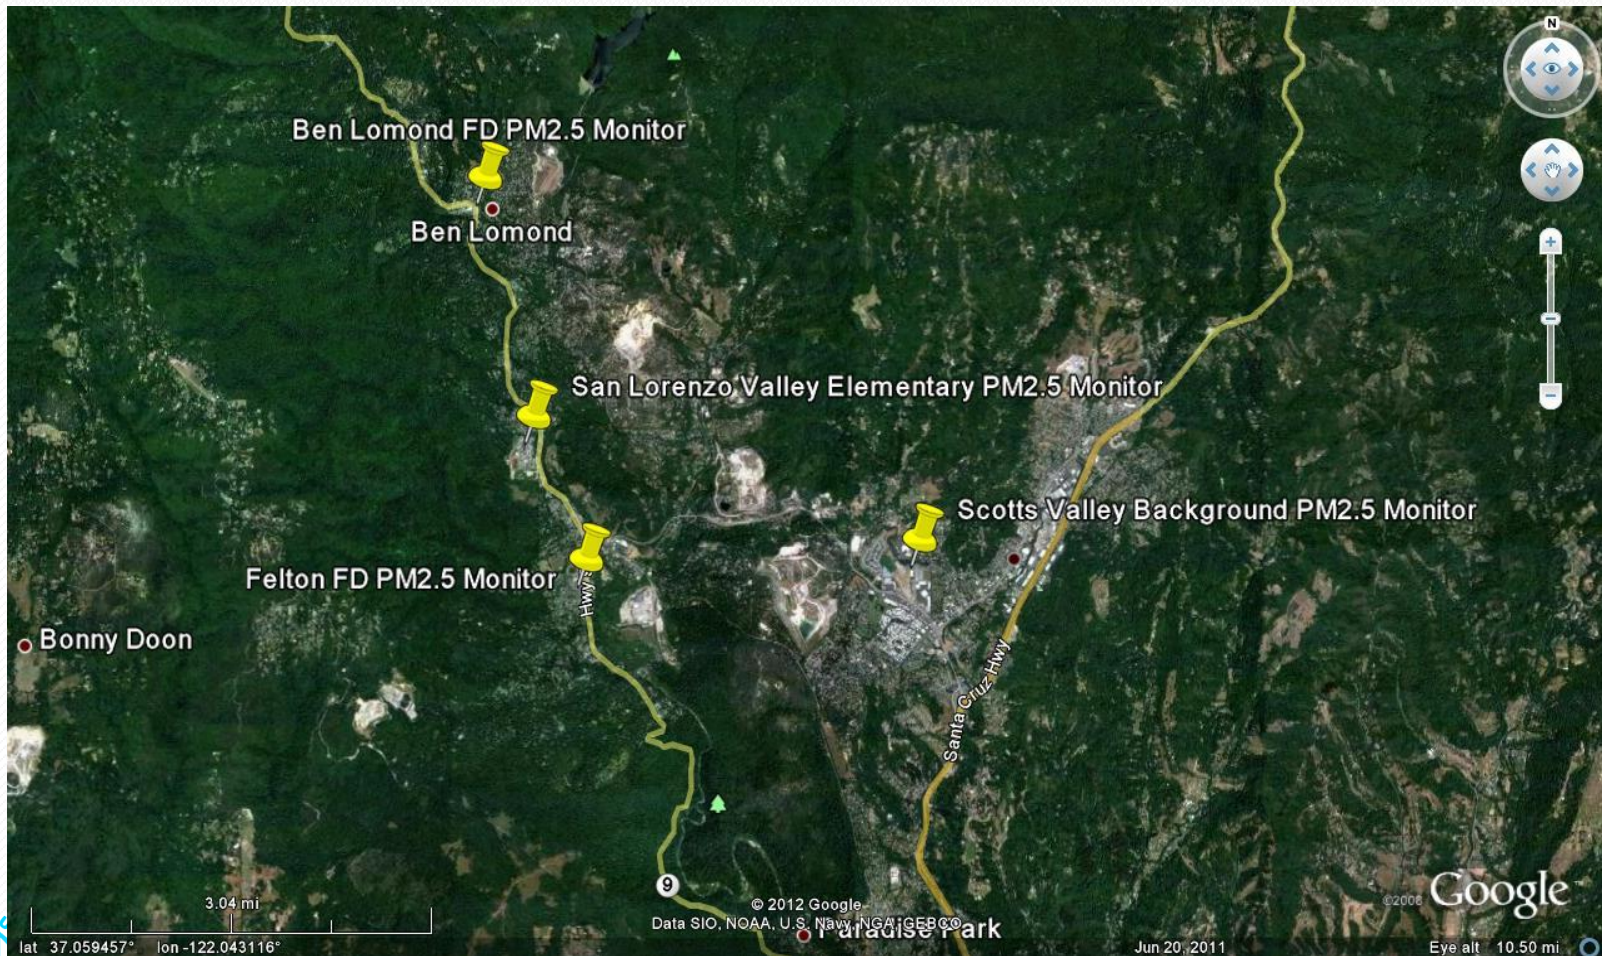 N
Ben Lomond FD PM2.5 Monitor
Ben Lomond
San Lorenzo Valley Elementary PM2.5 Monitor
Scotts Valley Background PM2.5 Monitor
Felton FD PM2.5 Monitor
Hwy
Bonny Doon
Santa Cruz Hwy
9
3.04 mi
© 2012 Google
Data SIO, NOAA, U.S. Navy, NGA, GEBCO
©2008 Google
Paradise Park
lat 37.059457° lon -122.043116°
Jun 20, 2011
Eye alt 10.50 mi